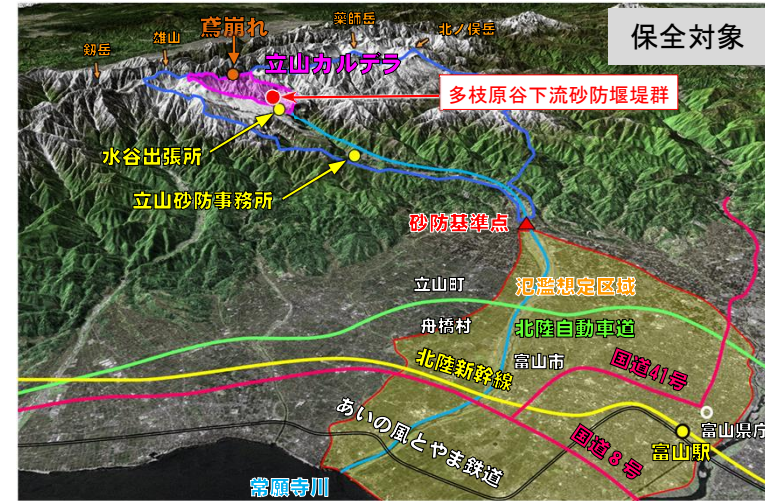 保全対象
薬師岳
鳶崩れ
北ノ俣岳
雄山
剱岳
立山カルデラ
多枝原谷下流砂防堰堤群
水谷出張所
立山砂防事務所
砂防基準点
立山町
氾濫想定区域
舟橋村
北陸自動車道
北陸新幹線
富山市
国道41号
あいの風とやま鉄道
国道8号
富山県庁
富山駅
常願寺川